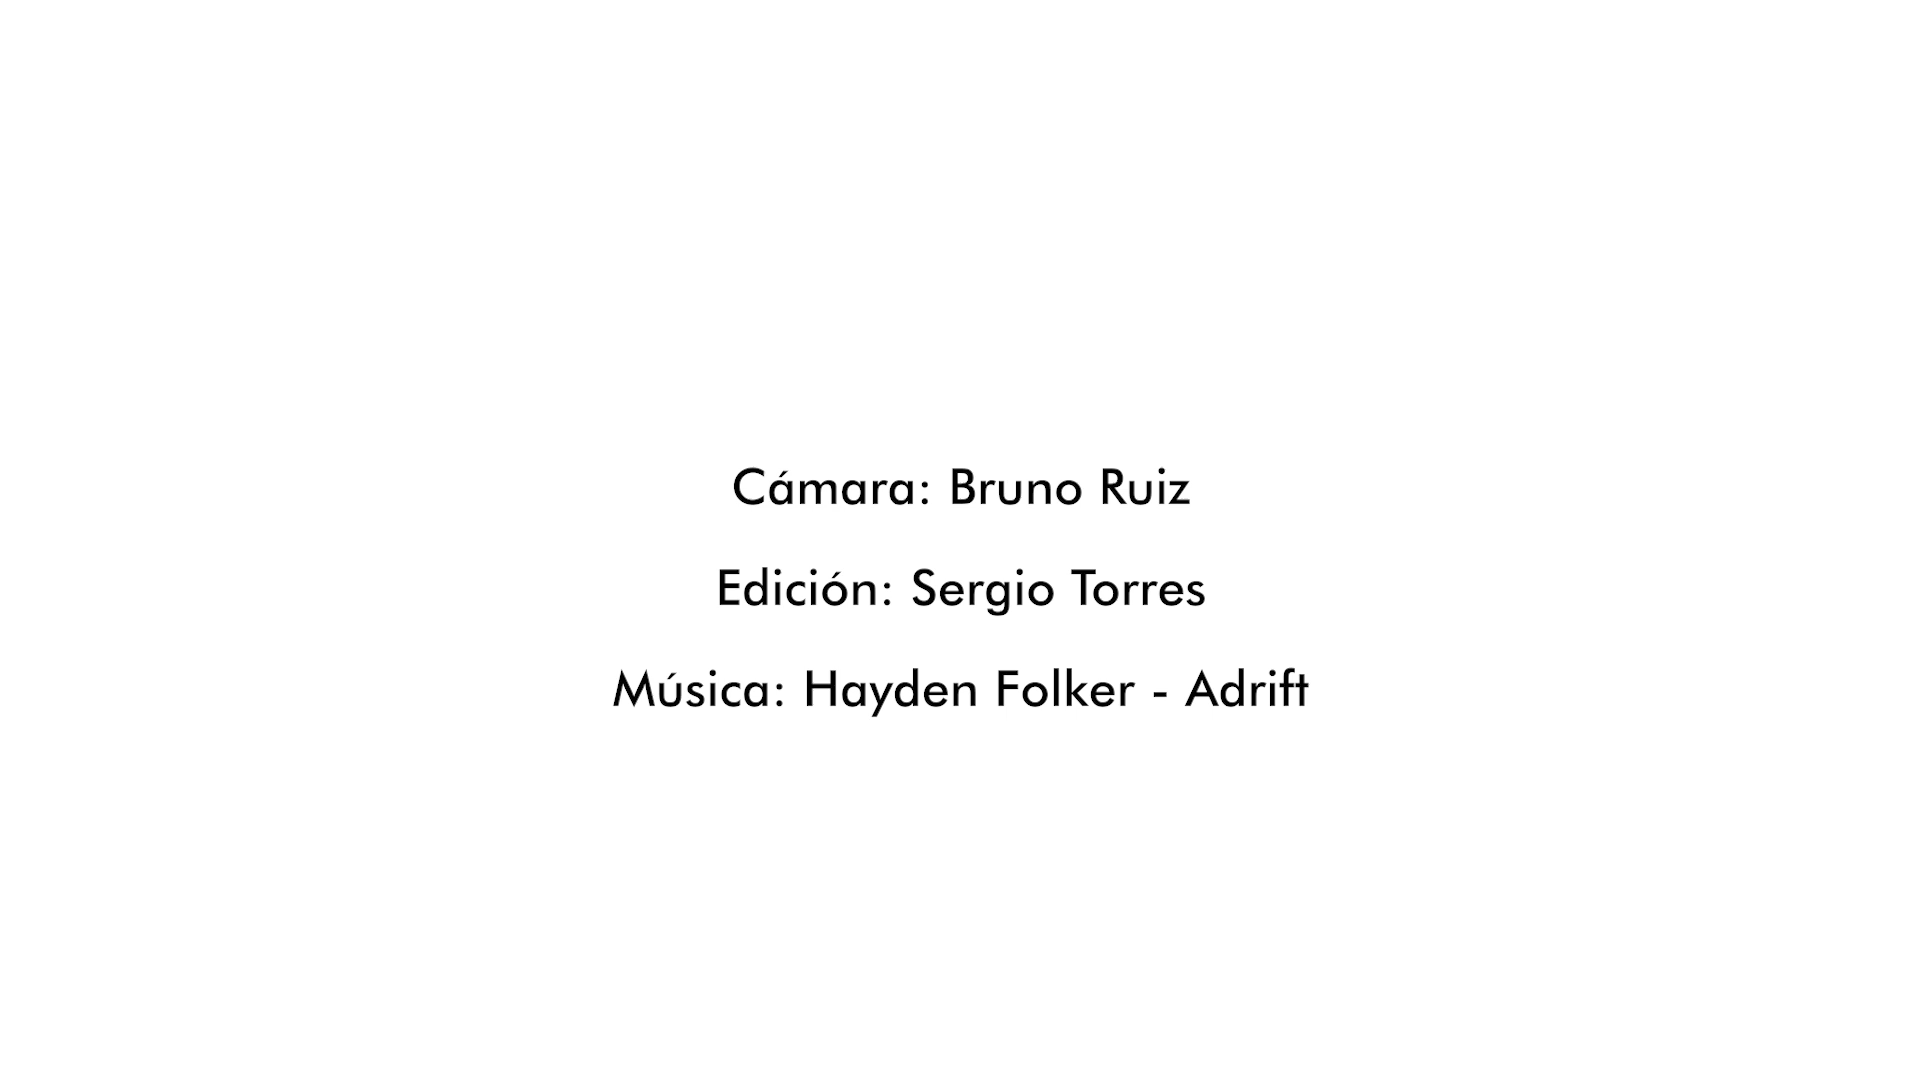 Cámara: Bruno Ruiz
Edición: Sergio Torres
Música: Hayden Folker - Adrift